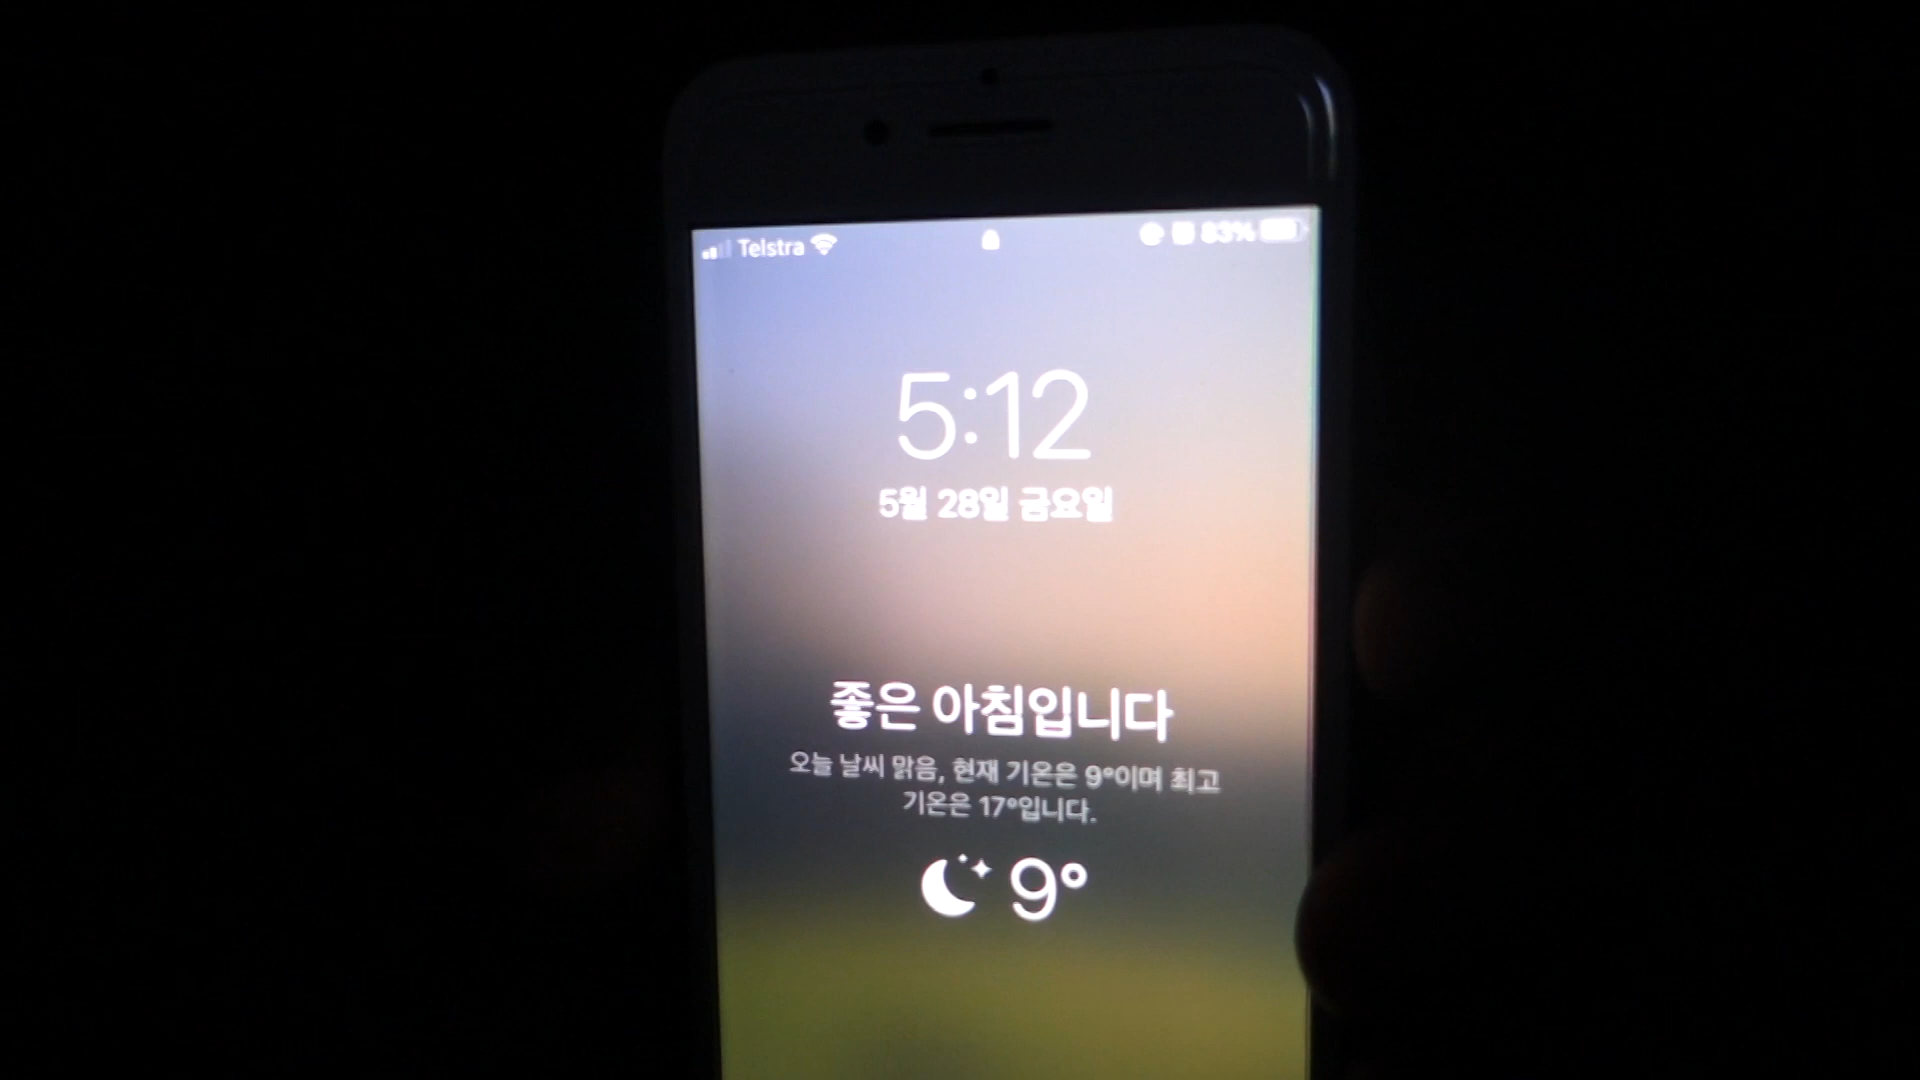 Telstra 83%
5:12
5월 28일 금요일
좋은 아침입니다
오늘 날씨 맑음, 현재 기온은 9°이며 최고
기온은 17°입니다.
9°